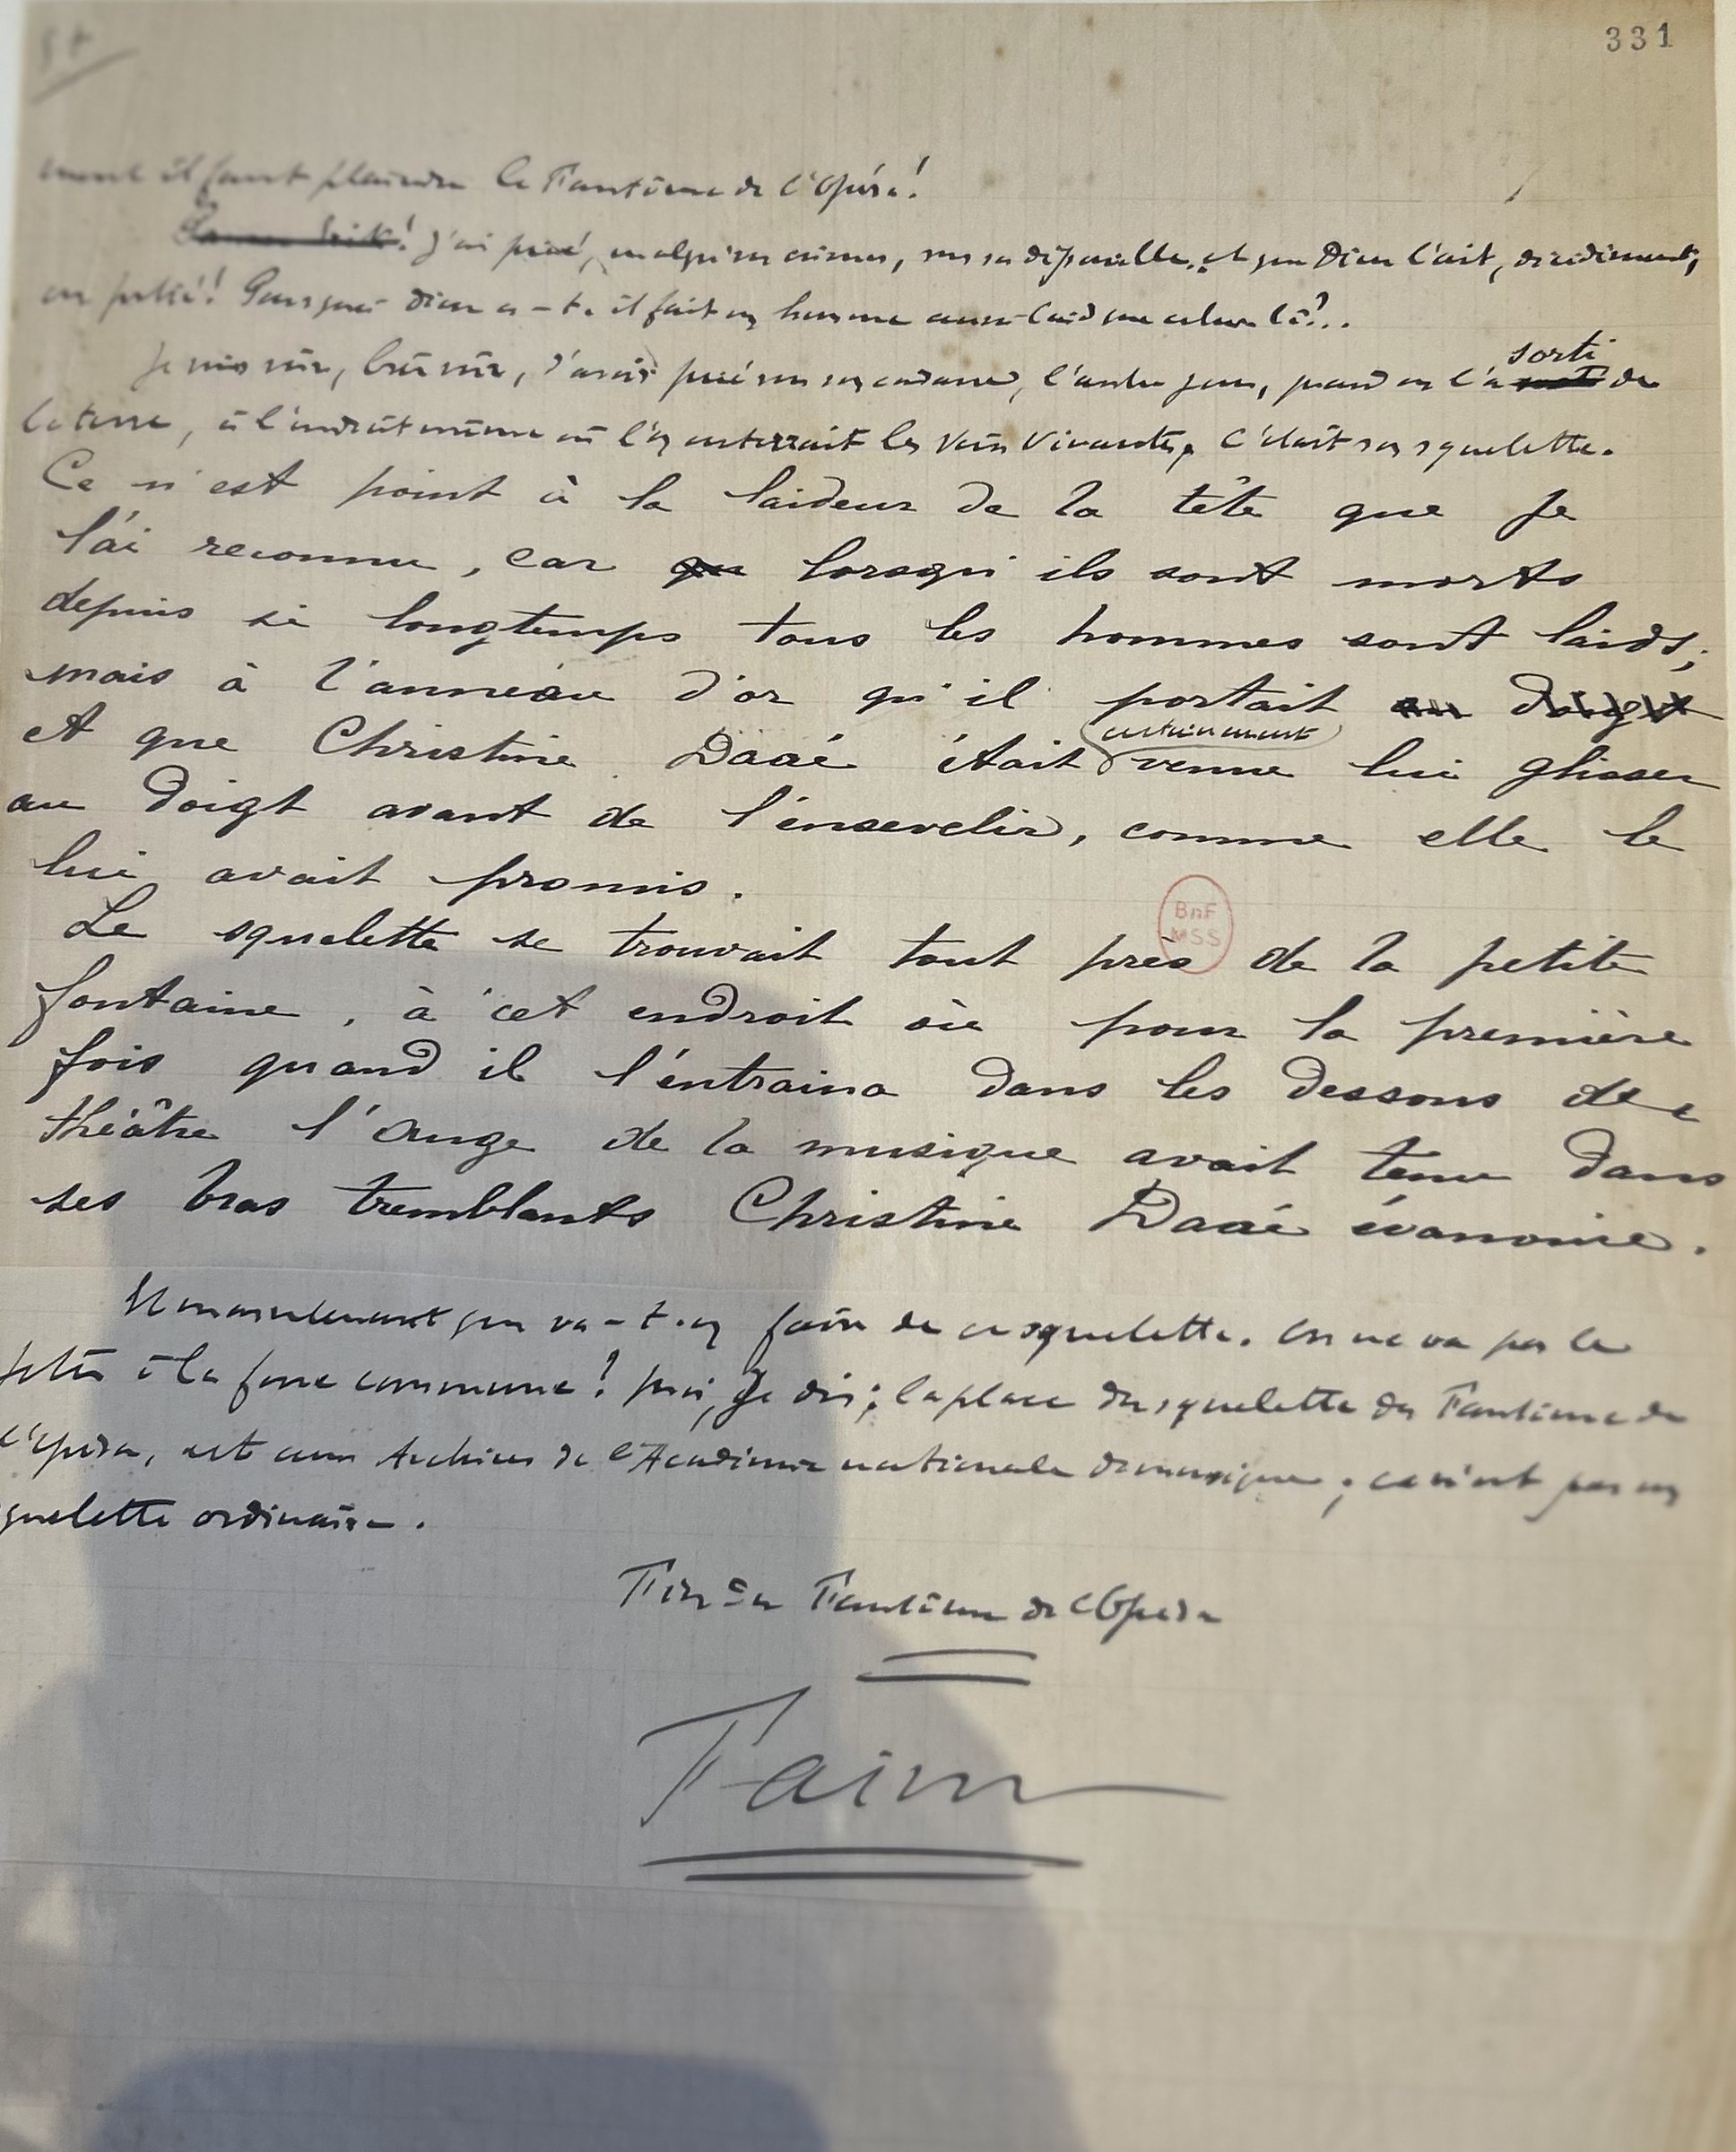 331
ment il faut plaindre le Fantôme de l'Opéra!
J'ai prié, malgré ses crimes, sur sa dépouille et que Dieu l'ait, décidément,
en pitié! Pourquoi Dieu a-t-il fait un homme aussi laid que celui là?...
sorti
Je suis sûr, bien sûr, d'avoir prié sur son cadavre, l'autre jour, quand on l'a de
la terre, à l'endroit même où l'on enterrait les Voix Vivantes, C'était son squelette.
Ce n'est point à la laideur de la tête que je
l'ai reconnu, car lorsqu'ils sont morts
depuis si longtemps tous les hommes sont laids;
mais à l'anneau d'or qu'il portait au doigt
certainement
et que Christine Daaé était venue lui glisser
au doigt avant de l'ensevelir, comme elle le
lui avait promis.
BnF
MSS
Le squelette se trouvait tout près de la petite
fontaine, à cet endroit où pour la première
fois quand il l'entraina dans les dessous de
théâtre l'Ange de la musique avait tenu dans
ses bras tremblants Christine Daaé évanouie.
Et maintenant que va-t-on faire de ce squelette. On ne va pas le
jeter à la fosse commune! moi, Je dis; la place du squelette du Fantôme de
l'Opéra, est aux Archives de l'Académie nationale de musique; ce n'est pas un
squelette ordinaire.
Fin du Fantôme de l'Opéra